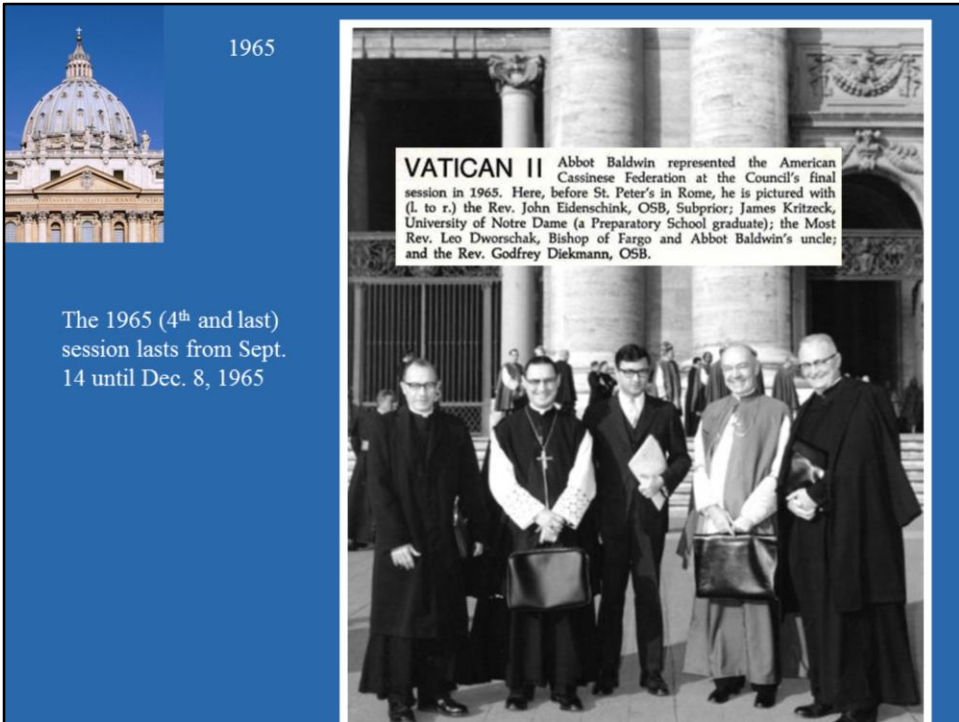 1965
VATICAN II Abbot Baldwin represented the American
Cassinese Federation at the Council's final
session in 1965. Here, before St. Peter's in Rome, he is pictured with
(l. to r.) the Rev. John Eidenschink, OSB, Subprior; James Kritzeck,
University of Notre Dame (a Preparatory School graduate); the Most
Rev. Leo Dworschak, Bishop of Fargo and Abbot Baldwin's uncle;
and the Rev. Godfrey Diekmann, OSB.
The 1965 (4th and last)
session lasts from Sept.
14 until Dec. 8, 1965